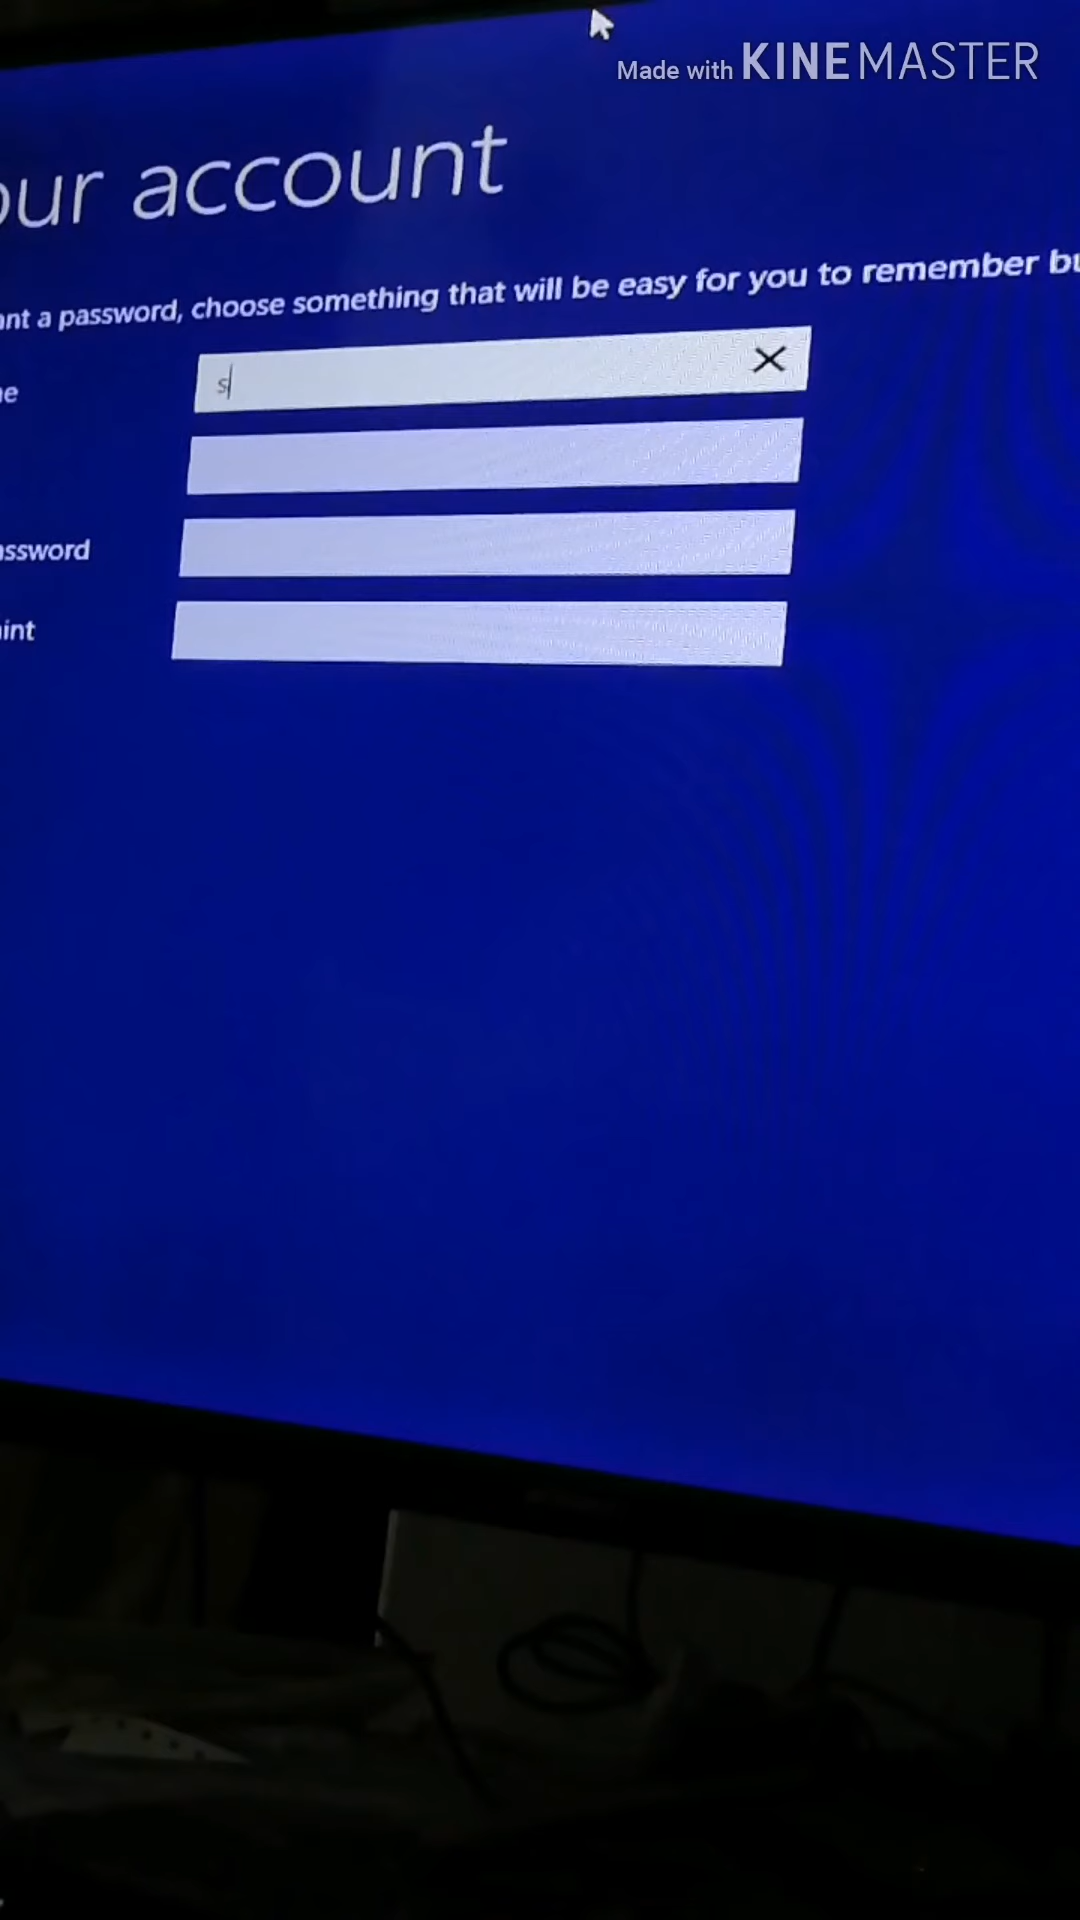 Made with KINEMASTER
our account
ant a password, choose something that will be easy for you to remember bu
e
s
assword
int